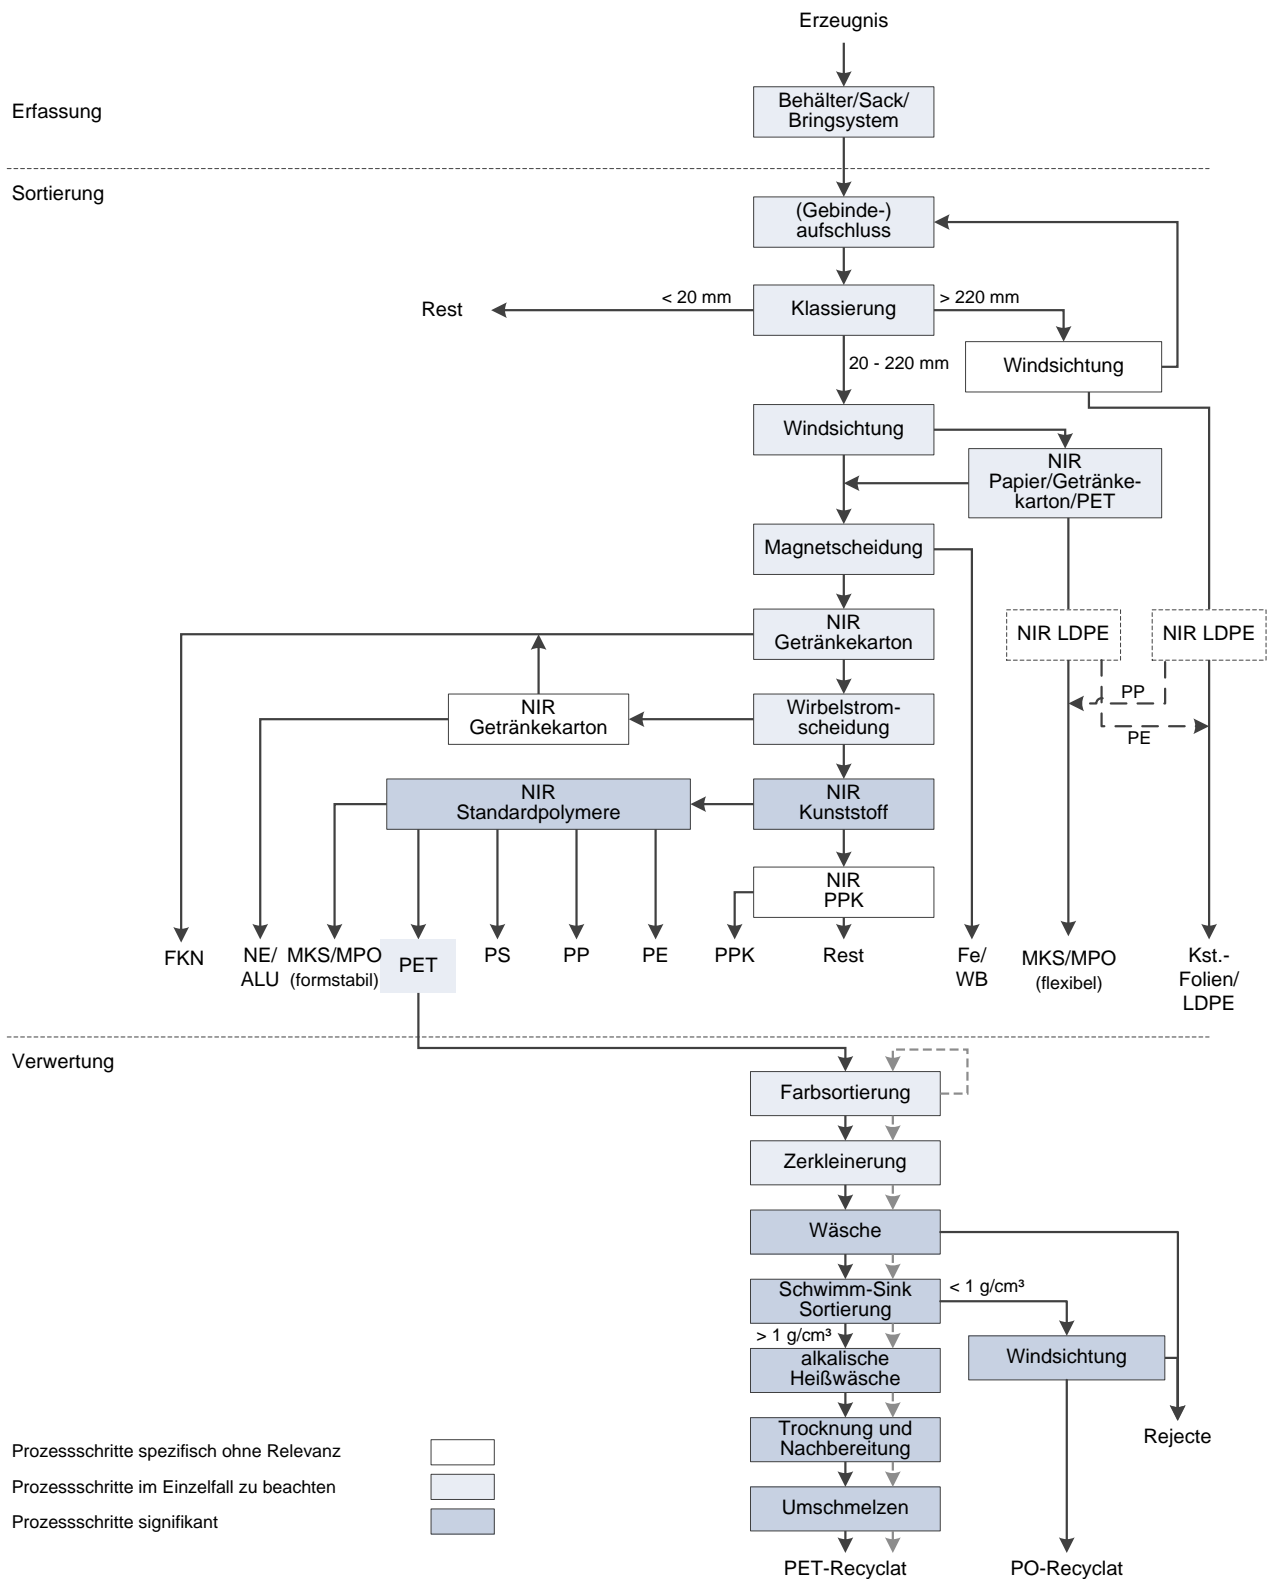 Erzeugnis
Erfassung
Behälter/Sack/
Bringsystem
Sortierung
(Gebinde-)
aufschluss
Rest
< 20 mm
Klassierung
> 220 mm
20 - 220 mm
Windsichtung
Windsichtung
NIR
Papier/Getränke-
karton/PET
Magnetscheidung
NIR
Getränkekarton
NIR LDPE
NIR LDPE
PP
PE
NIR
Getränkekarton
Wirbelstrom-
scheidung
NIR
Standardpolymere
NIR
Kunststoff
NIR
PPK
FKN
NE/
ALU
MKS/MPO
(formstabil)
PET
PS
PP
PE
PPK
Rest
Fe/
WB
MKS/MPO
(flexibel)
Kst.-
Folien/
LDPE
Verwertung
Farbsortierung
Zerkleinerung
Wäsche
Schwimm-Sink
Sortierung
< 1 g/cm³
> 1 g/cm³
Windsichtung
alkalische
Heißwäsche
Trocknung und
Nachbereitung
Rejecte
Umschmelzen
PET-Recyclat
PO-Recyclat
Prozessschritte spezifisch ohne Relevanz
Prozessschritte im Einzelfall zu beachten
Prozessschritte signifikant